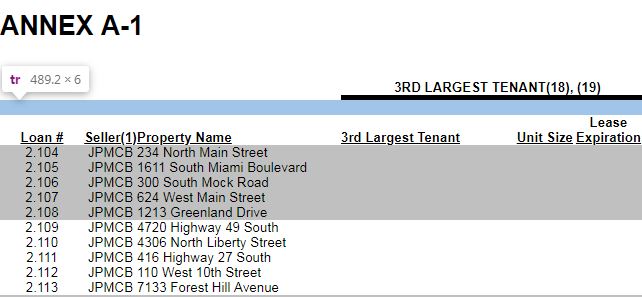 ANNEX A-1
tr 489.2 × 6
3RD LARGEST TENANT(18), (19)
Lease
Loan # Seller(1) Property Name 3rd Largest Tenant Unit Size Expiration
2.104 JPMCB 234 North Main Street
2.105 JPMCB 1611 South Miami Boulevard
2.106 JPMCB 300 South Mock Road
2.107 JPMCB 624 West Main Street
2.108 JPMCB 1213 Greenland Drive
2.109 JPMCB 4720 Highway 49 South
2.110 JPMCB 4306 North Liberty Street
2.111 JPMCB 416 Highway 27 South
2.112 JPMCB 110 West 10th Street
2.113 JPMCB 7133 Forest Hill Avenue